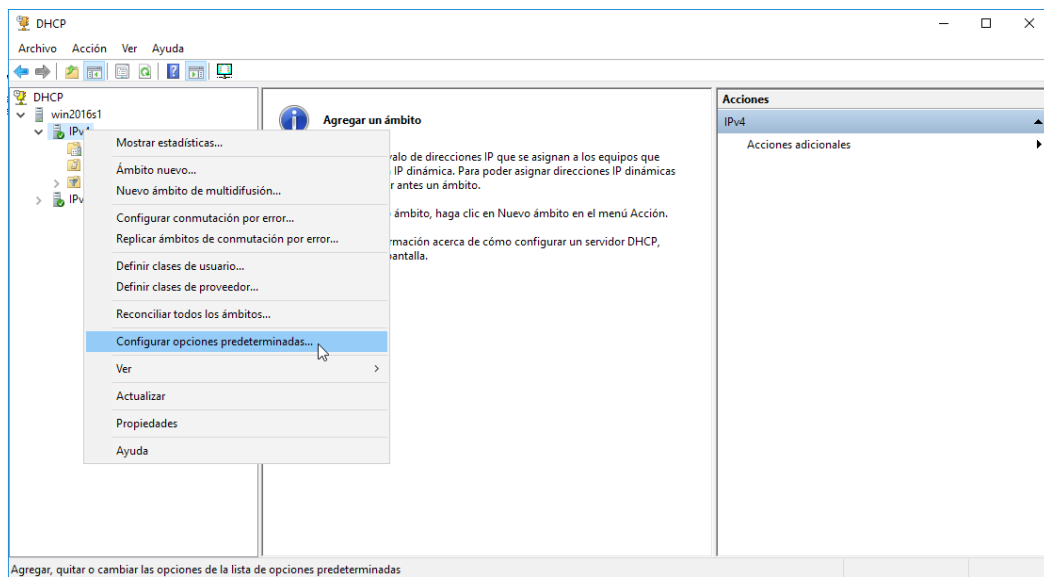 DHCP
Archivo Acción Ver Ayuda
DHCP
win2016s1
IPv4
Mostrar estadísticas...
Ámbito nuevo...
Nuevo ámbito de multidifusión...
Configurar conmutación por error...
Replicar ámbitos de conmutación por error...
Definir clases de usuario...
Definir clases de proveedor...
Reconciliar todos los ámbitos...
Configurar opciones predeterminadas...
Ver
Actualizar
Propiedades
Ayuda
IPv
Agregar un ámbito
valo de direcciones IP que se asignan a los equipos que
IP dinámica. Para poder asignar direcciones IP dinámicas
r antes un ámbito.
ámbito, haga clic en Nuevo ámbito en el menú Acción.
rmación acerca de cómo configurar un servidor DHCP,
pantalla.
Acciones
IPv4
Acciones adicionales
Agregar, quitar o cambiar las opciones de la lista de opciones predeterminadas